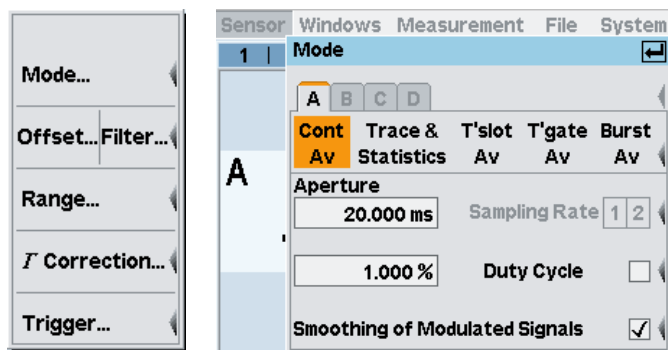 Mode...
Offset... Filter...
Range...
Γ Correction...
Trigger...
Sensor Windows Measurement File System
1
Mode
A B C D
Cont Av Trace & Statistics T'slot Av T'gate Av Burst Av
A
Aperture
20.000 ms Sampling Rate 1 2
1.000 % Duty Cycle
Smoothing of Modulated Signals